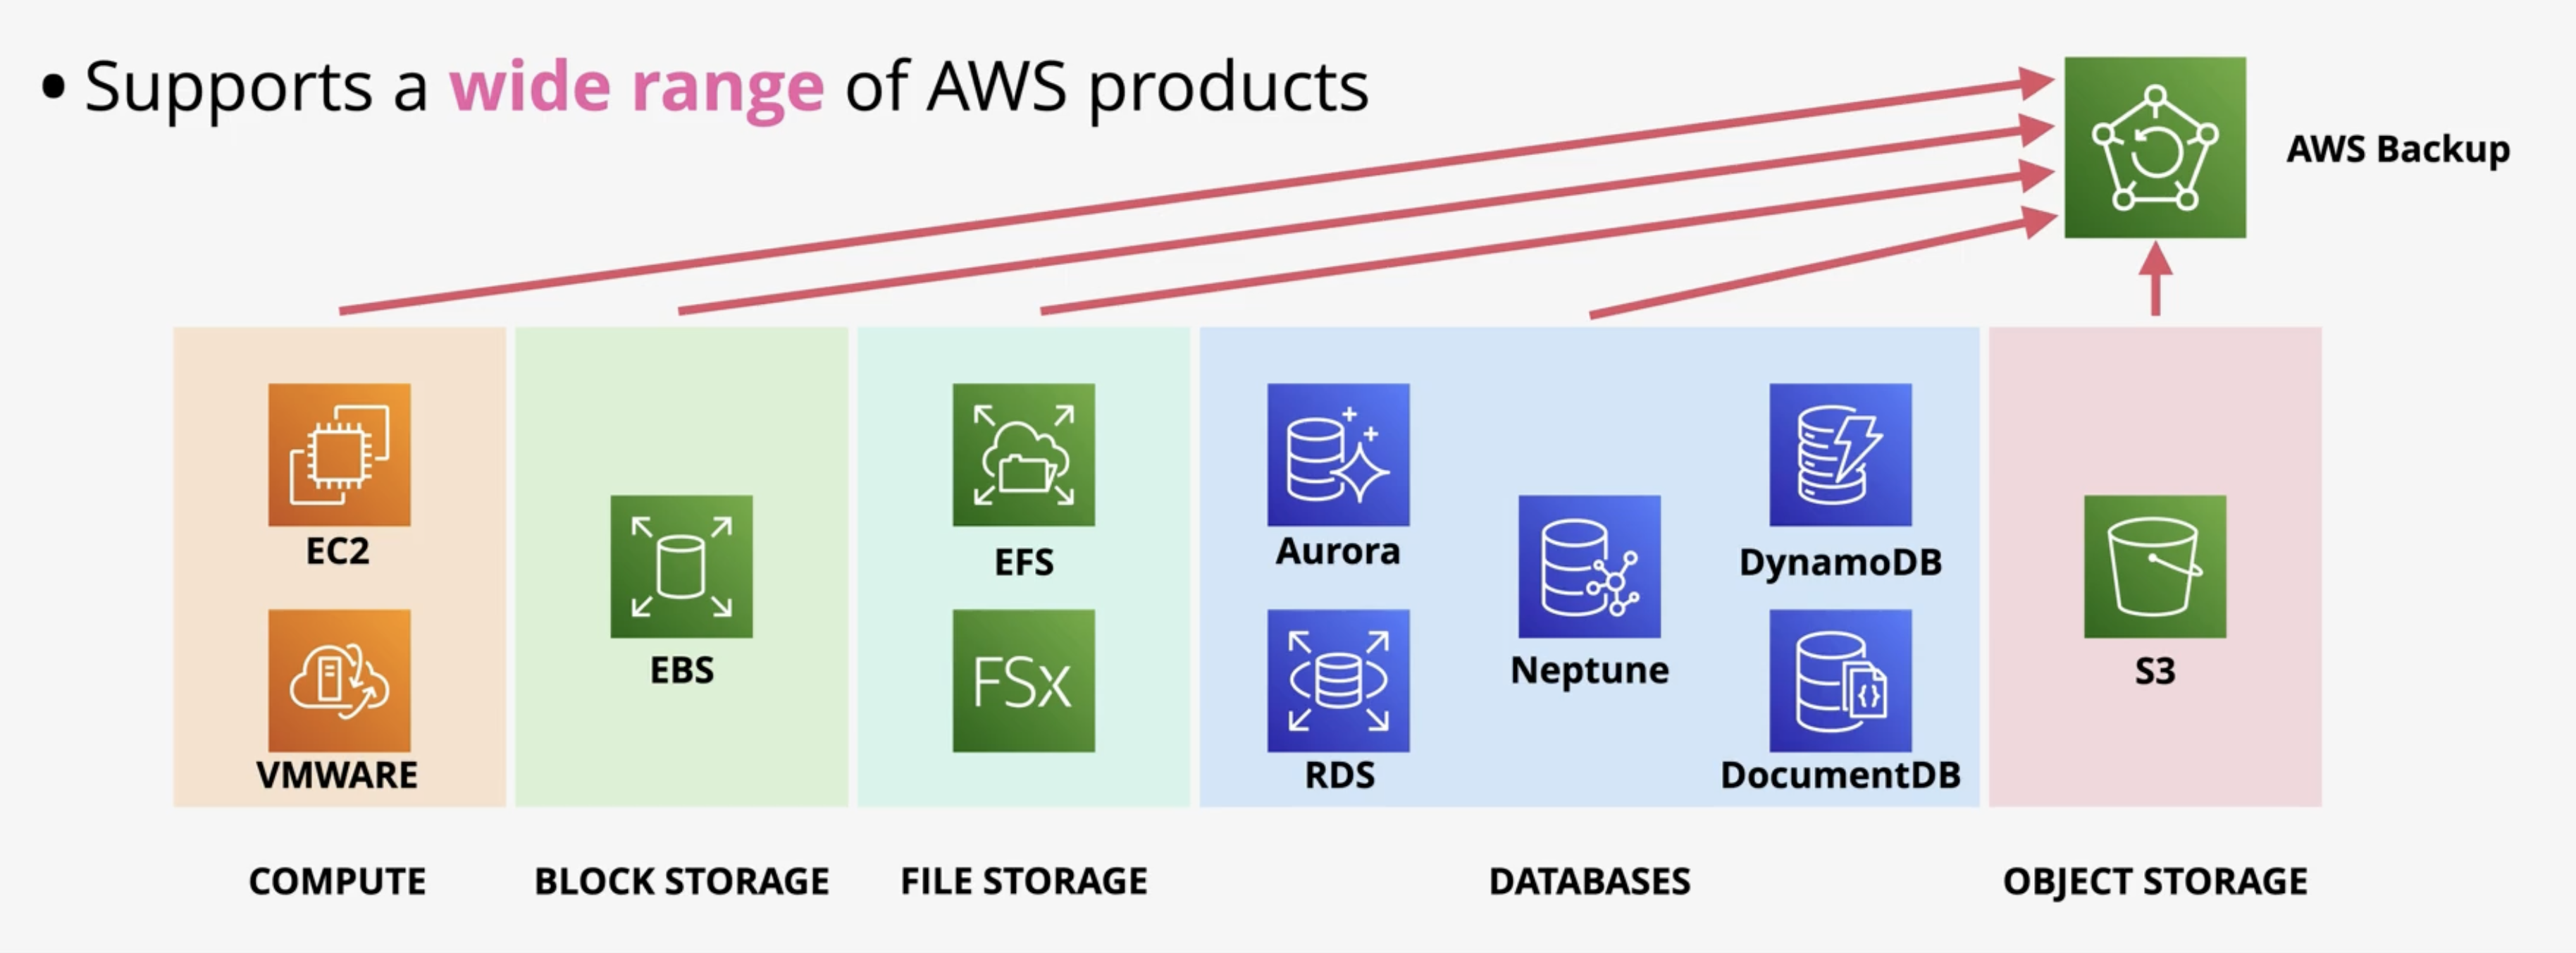 • Supports a wide range of AWS products
AWS Backup
EC2
VMWARE
EBS
EFS
FSx
Aurora
RDS
Neptune
DynamoDB
DocumentDB
S3
COMPUTE
BLOCK STORAGE
FILE STORAGE
DATABASES
OBJECT STORAGE